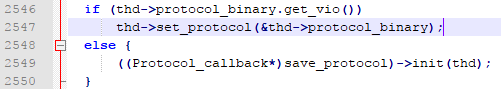 2546 if (thd->protocol_binary.get_vio())
2547 thd->set_protocol(&thd->protocol_binary);
2548 else {
2549 ((Protocol_callback*)save_protocol)->init(thd);
2550 }